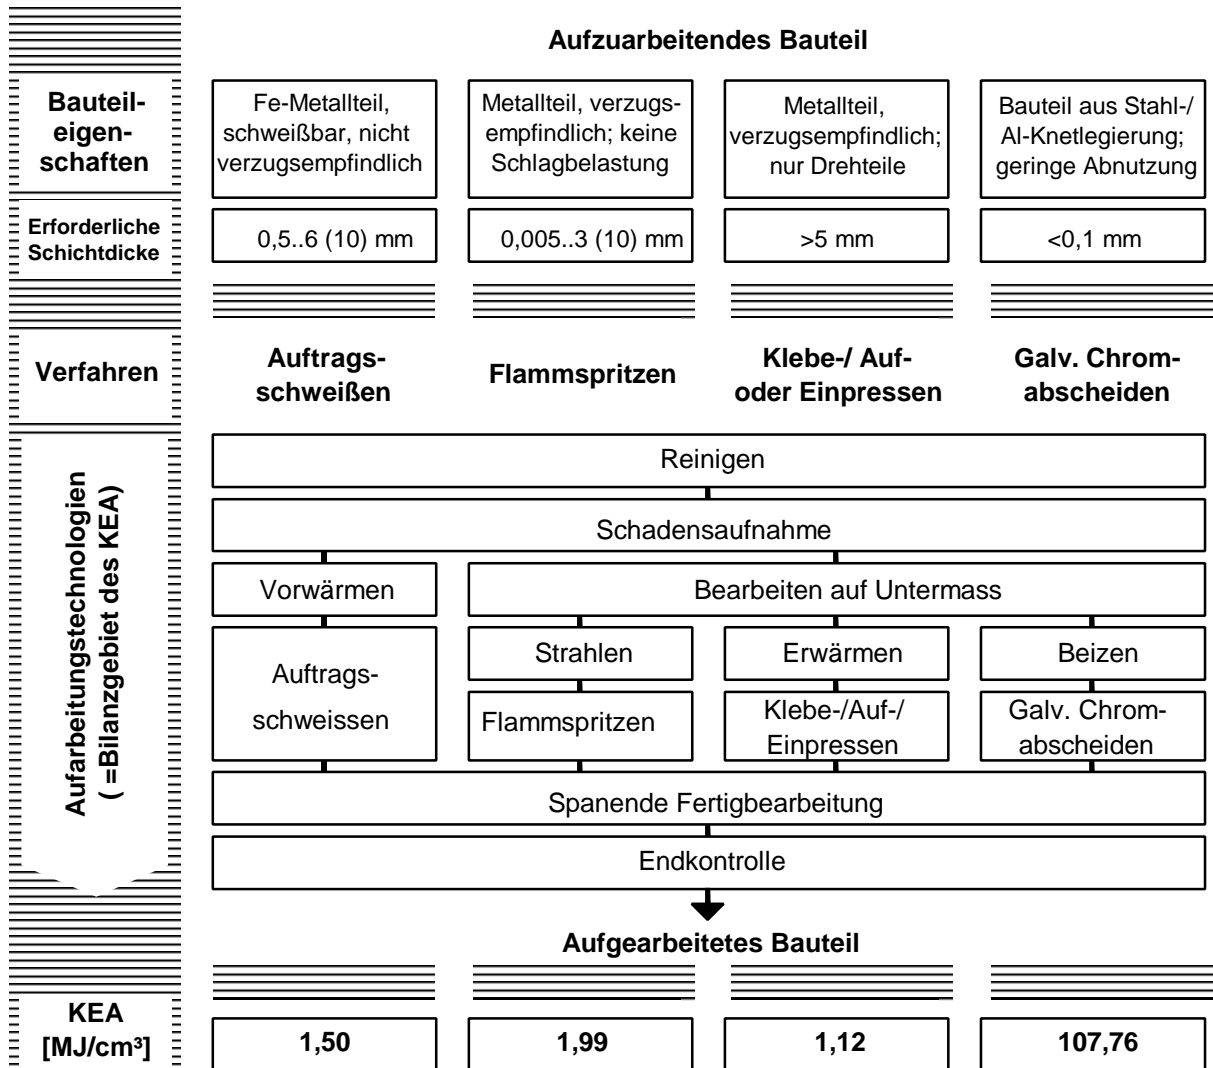 Aufzuarbeitendes Bauteil
Bauteil-
eigen-
schaften
Fe-Metallteil,
schweißbar, nicht
verzugsempfindlich
Metallteil, verzugs-
empfindlich; keine
Schlagbelastung
Metallteil,
verzugsempfindlich;
nur Drehteile
Bauteil aus Stahl-/
Al-Knetlegierung;
geringe Abnutzung
Erforderliche
Schichtdicke
0,5..6 (10) mm
0,005..3 (10) mm
>5 mm
<0,1 mm
Verfahren
Auftrags-
schweißen
Flammspritzen
Klebe-/ Auf-
oder Einpressen
Galv. Chrom-
abscheiden
Aufarbeitungstechnologien
( =Bilanzgebiet des KEA)
Reinigen
Schadensaufnahme
Vorwärmen
Bearbeiten auf Untermass
Auftrags-
schweissen
Strahlen
Erwärmen
Beizen
Flammspritzen
Klebe-/Auf-/
Einpressen
Galv. Chrom-
abscheiden
Spanende Fertigbearbeitung
Endkontrolle
Aufgearbeitetes Bauteil
KEA
[MJ/cm³]
1,50
1,99
1,12
107,76